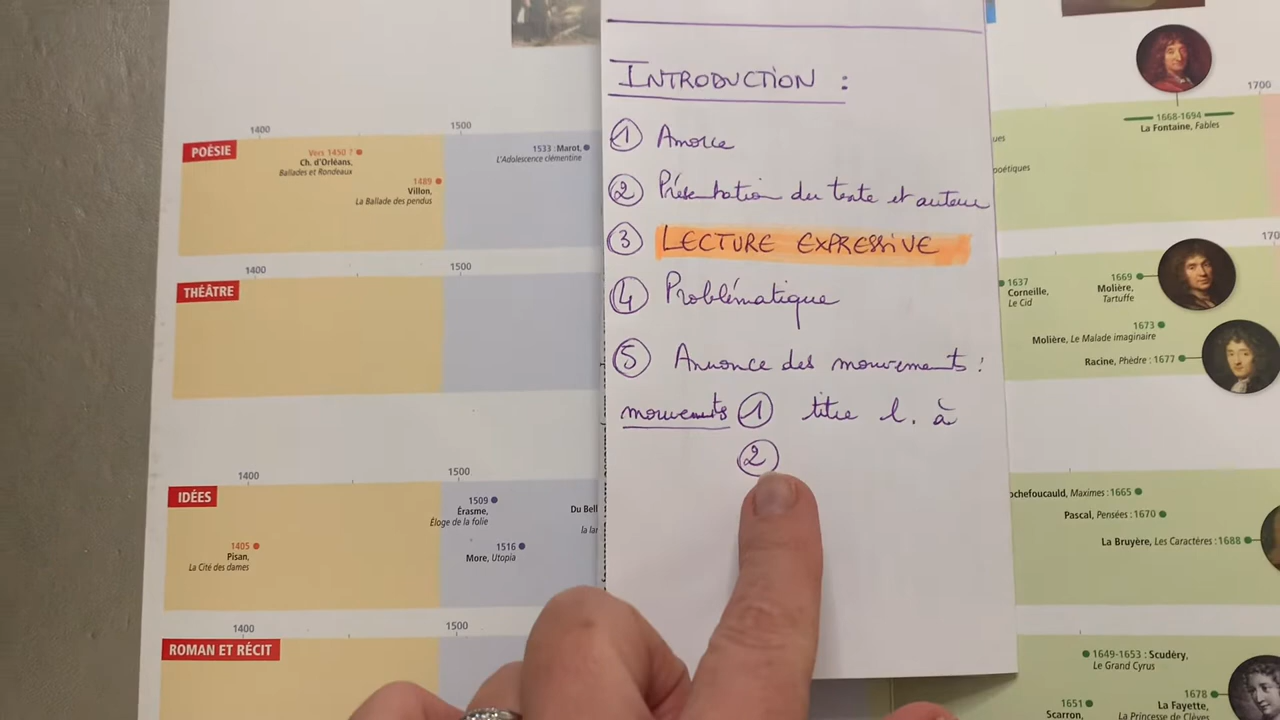 INTRODUCTION :
① Amorce
② Présentation du texte et auteur
③ LECTURE EXPRESSIVE
④ Problématique
⑤ Annonce des mouvements :
mouvements ① titre l. à
②
POÉSIE
1400
1500
Vers 1450 ?
Ch. d'Orléans,
Ballades et Rondeaux
1489
Villon,
La Ballade des pendus
1533 : Marot,
L'Adolescence clémentine
THÉÂTRE
1400
1500
IDÉES
1400
1500
1405
Pisan,
La Cité des dames
1509
Érasme,
Éloge de la folie
1516
More, Utopia
Du Bell
ROMAN ET RÉCIT
1400
1500
1700
1668-1694
La Fontaine, Fables
ues
poétiques
170
1637
Corneille,
Le Cid
1669
Molière,
Tartuffe
1673
Molière, Le Malade imaginaire
Racine, Phèdre : 1677
ochefoucauld, Maximes : 1665
Pascal, Pensées : 1670
La Bruyère, Les Caractères : 1688
1649-1653 : Scudéry,
Le Grand Cyrus
1651
Scarron,
1678
La Fayette,
La Princesse de Clèves